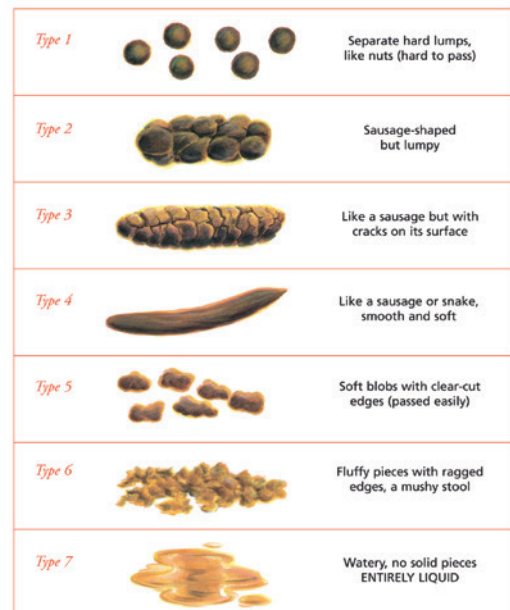 Type 1
Separate hard lumps,
like nuts (hard to pass)
Type 2
Sausage-shaped
but lumpy
Type 3
Like a sausage but with
cracks on its surface
Type 4
Like a sausage or snake,
smooth and soft
Type 5
Soft blobs with clear-cut
edges (passed easily)
Type 6
Fluffy pieces with ragged
edges, a mushy stool
Type 7
Watery, no solid pieces
ENTIRELY LIQUID